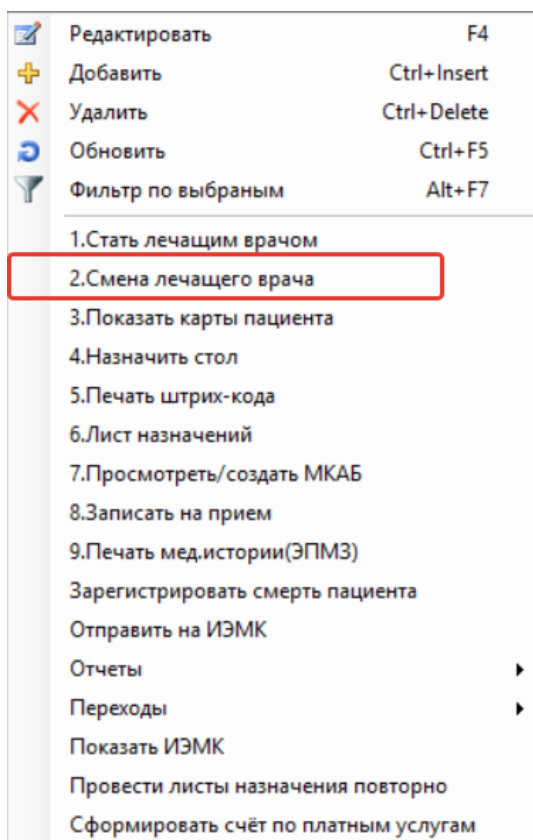 Редактировать F4
Добавить Ctrl+Insert
Удалить Ctrl+Delete
Обновить Ctrl+F5
Фильтр по выбраным Alt+F7
1.Стать лечащим врачом
2.Смена лечащего врача
3.Показать карты пациента
4.Назначить стол
5.Печать штрих-кода
6.Лист назначений
7.Просмотреть/создать МКАБ
8.Записать на прием
9.Печать мед.истории(ЭПМЗ)
Зарегистрировать смерть пациента
Отправить на ИЭМК
Отчеты
Переходы
Показать ИЭМК
Провести листы назначения повторно
Сформировать счёт по платным услугам